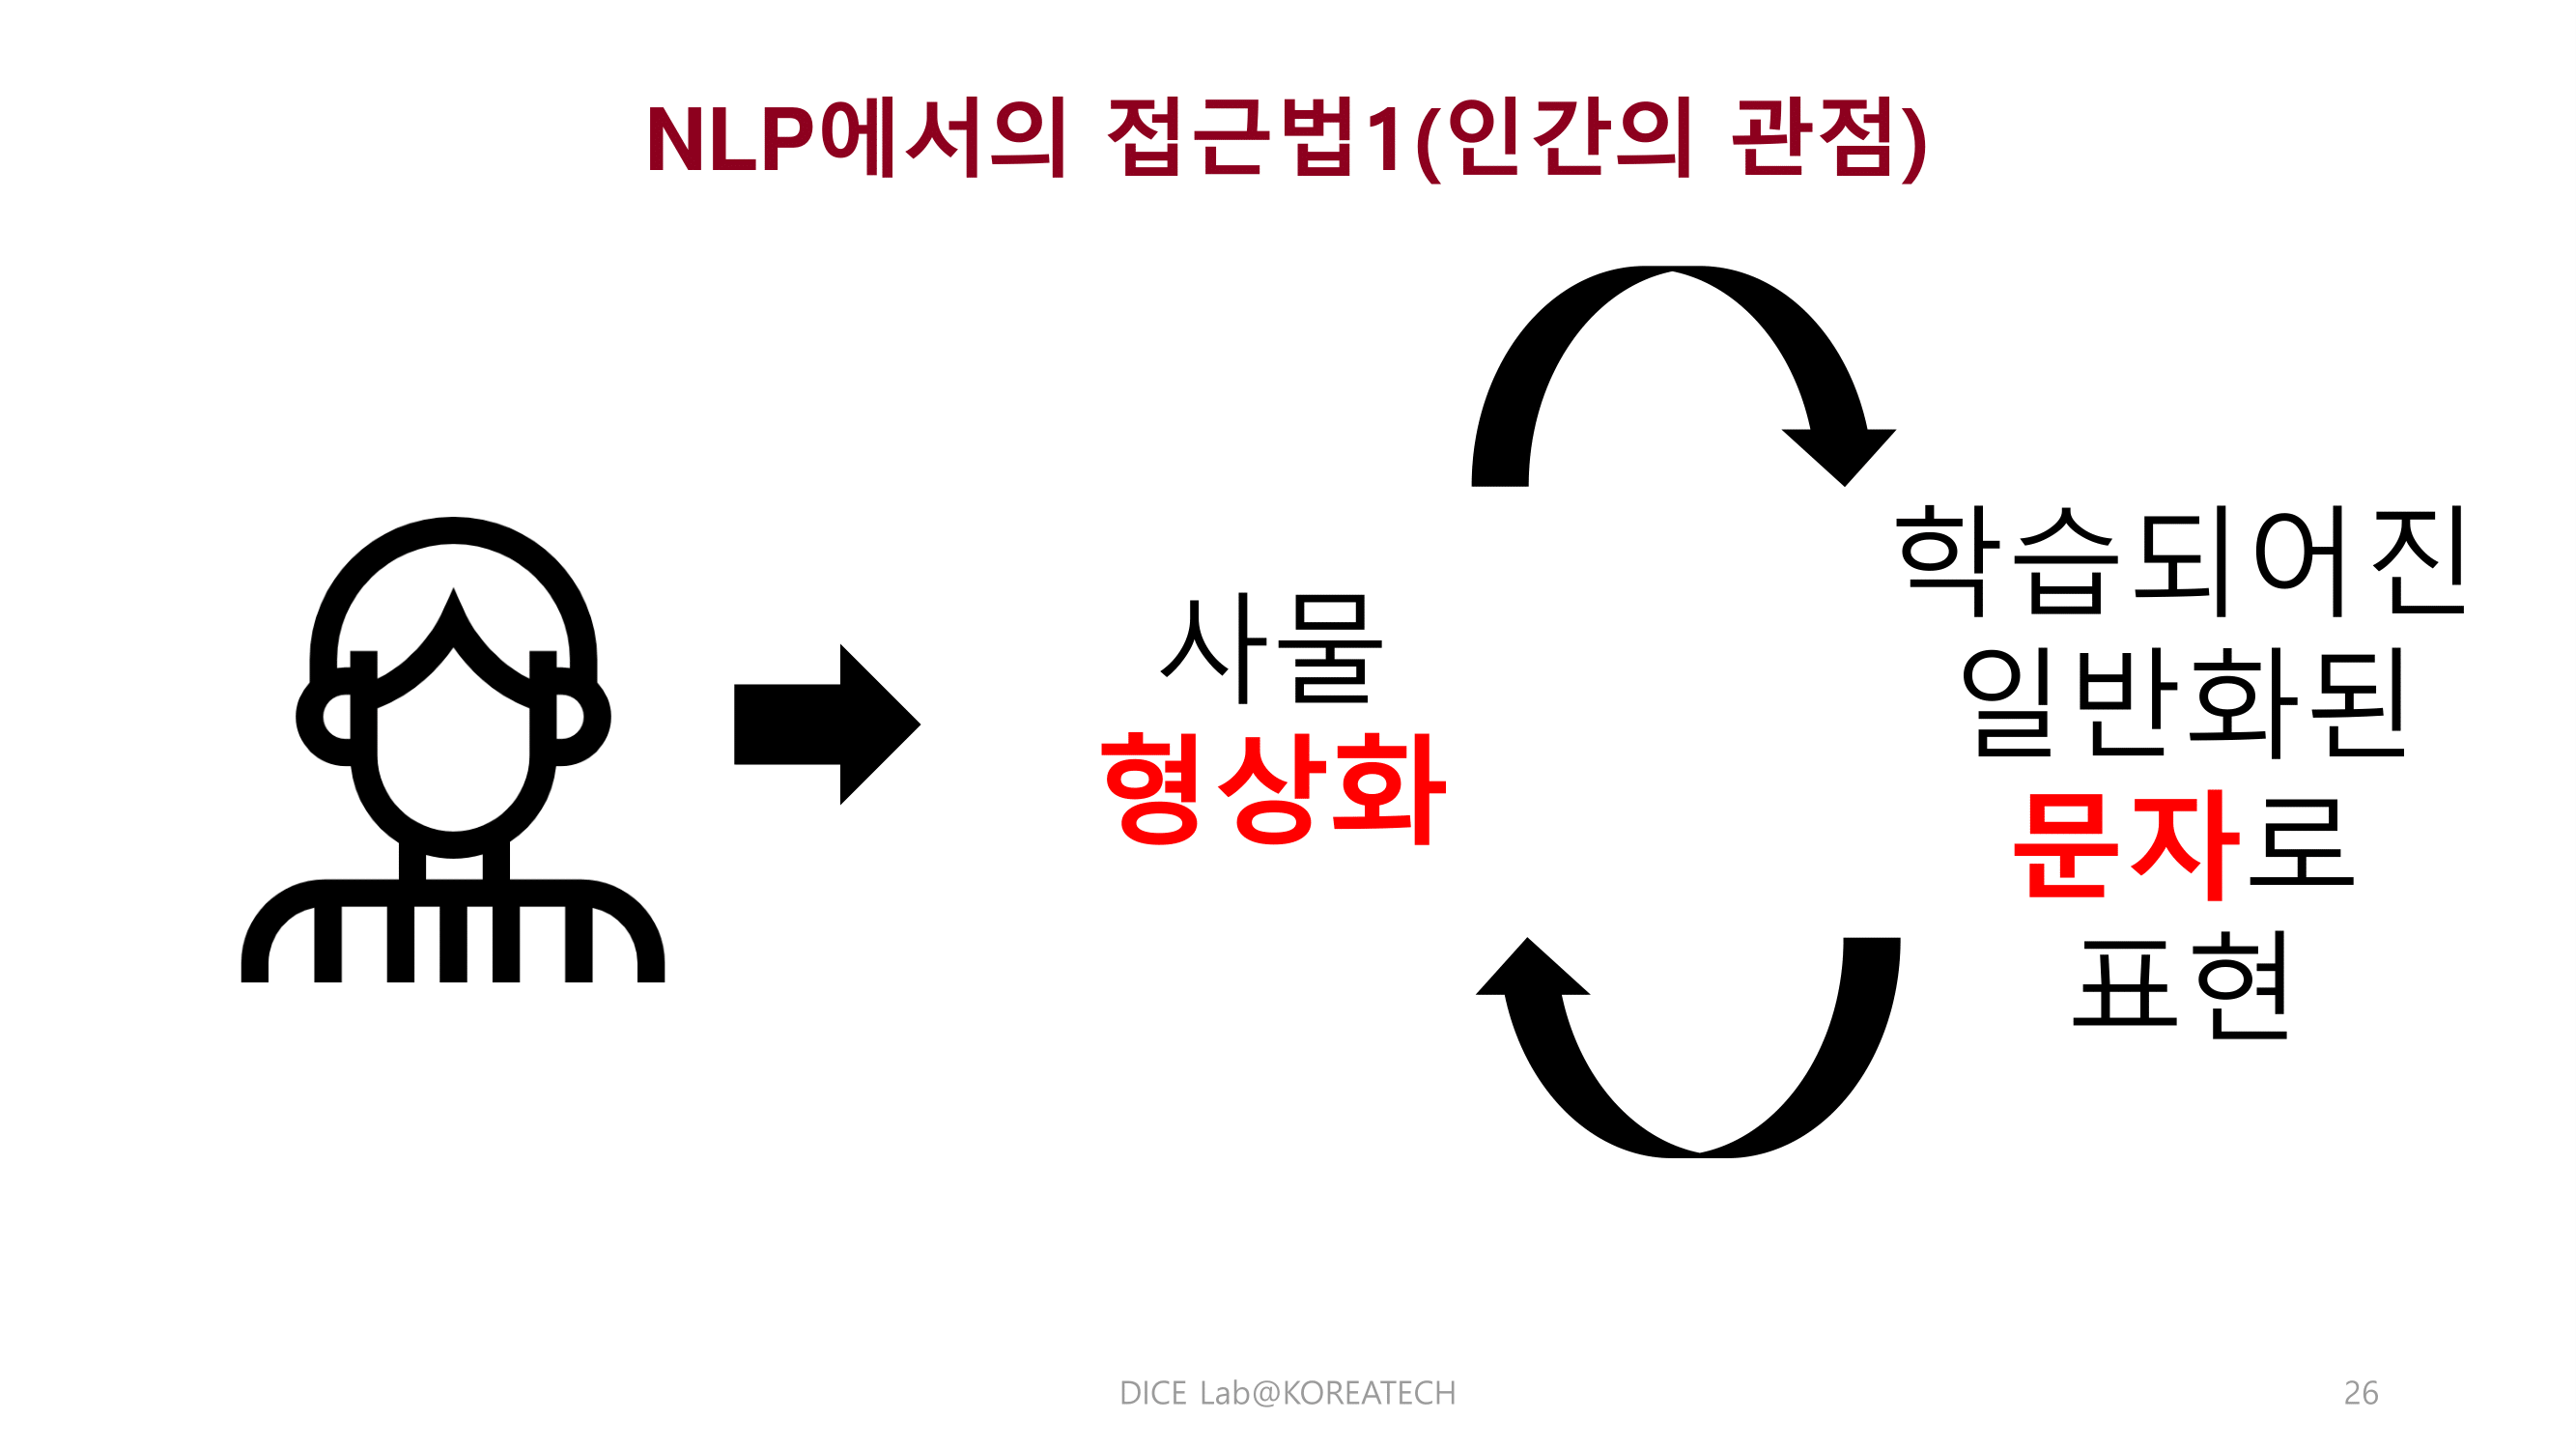 NLP에서의 접근법1(인간의 관점)
사물
형상화
학습되어진
일반화된
문자로
표현
DICE Lab@KOREATECH
26